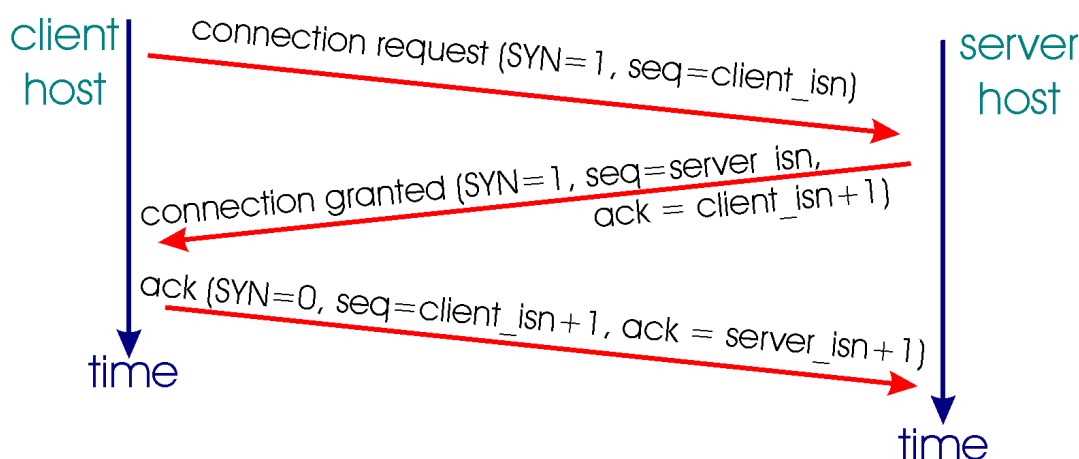 client
host
connection request (SYN=1, seq=client_isn)
server
host
connection granted (SYN=1, seq=server_isn,
ack = client_isn+1)
ack (SYN=0, seq=client_isn+1, ack = server_isn+1)
time
time